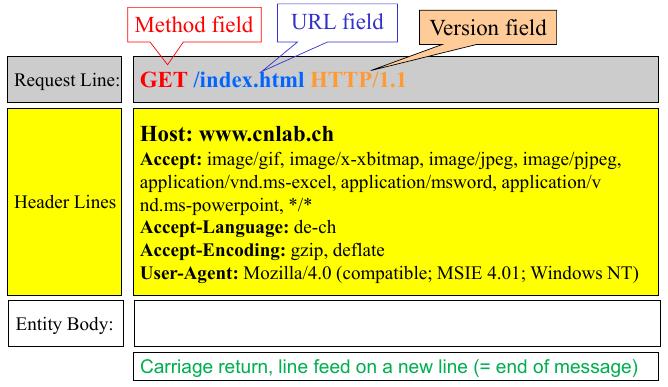 Method field
URL field
Version field
Request Line:
GET /index.html HTTP/1.1
Header Lines
Host: www.cnlab.ch
Accept: image/gif, image/x-xbitmap, image/jpeg, image/pjpeg,
application/vnd.ms-excel, application/msword, application/v
nd.ms-powerpoint, */*
Accept-Language: de-ch
Accept-Encoding: gzip, deflate
User-Agent: Mozilla/4.0 (compatible; MSIE 4.01; Windows NT)
Entity Body:
Carriage return, line feed on a new line (= end of message)